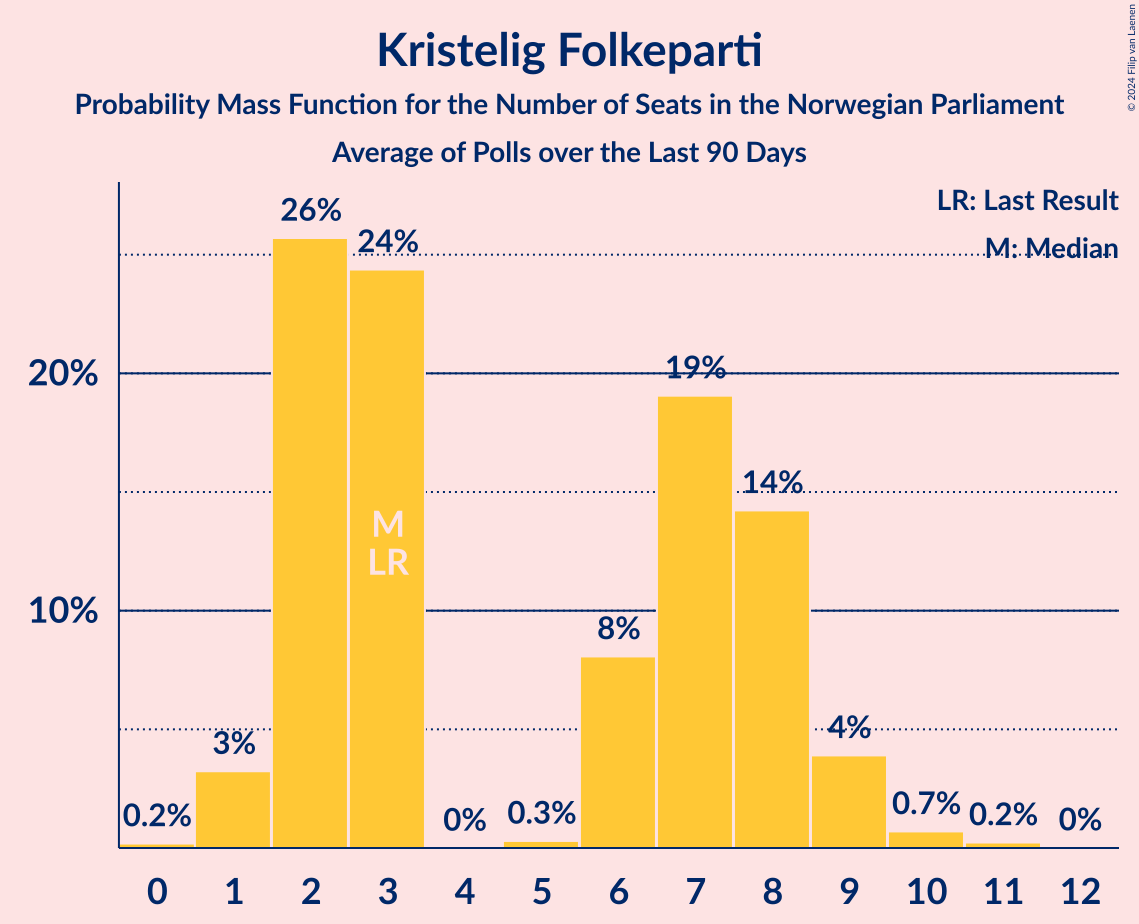 Kristelig Folkeparti
Probability Mass Function for the Number of Seats in the Norwegian Parliament
Average of Polls over the Last 90 Days
© 2024 Filip van Laenen
LR: Last Result
M: Median
26%
24%
20%
19%
14%
M
LR
10%
8%
4%
3%
0.2%
0%
0.3%
0.7%
0.2%
0%
0 1 2 3 4 5 6 7 8 9 10 11 12